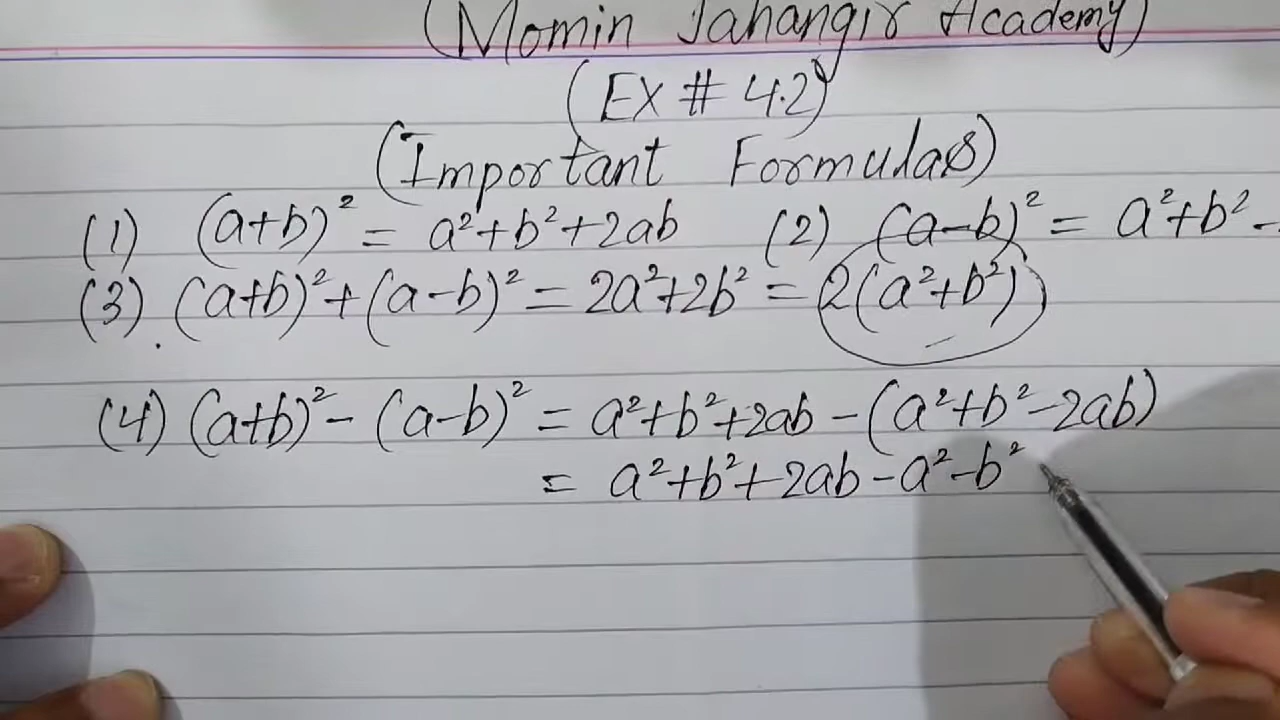 (Momin Jahangir Academy)
(EX # 4.2)
(Important Formulas)
(1) (a+b)² = a²+b²+2ab (2) (a-b)² = a²+b²-
(3). (a+b)²+(a-b)² = 2a²+2b² = 2(a²+b²)
(4) (a+b)²-(a-b)² = a²+b²+2ab-(a²+b²-2ab)
= a²+b²+2ab-a²-b²